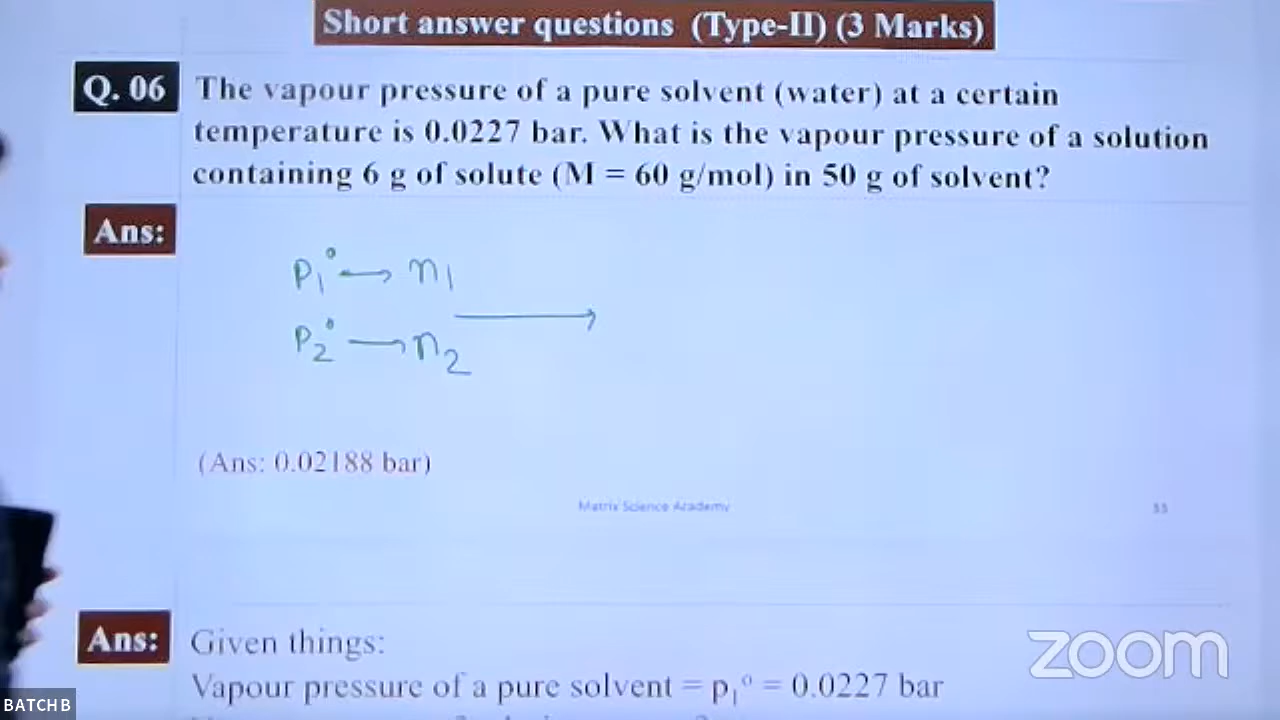 Short answer questions (Type-II) (3 Marks)
Q. 06 The vapour pressure of a pure solvent (water) at a certain
temperature is 0.0227 bar. What is the vapour pressure of a solution
containing 6 g of solute (M = 60 g/mol) in 50 g of solvent?
Ans:
p₁° → n₁
p₂° → n₂ →
(Ans: 0.02188 bar)
Matrix Science Academy 33
Ans: Given things:
Vapour pressure of a pure solvent = p₁° = 0.0227 bar
zoom
BATCH B